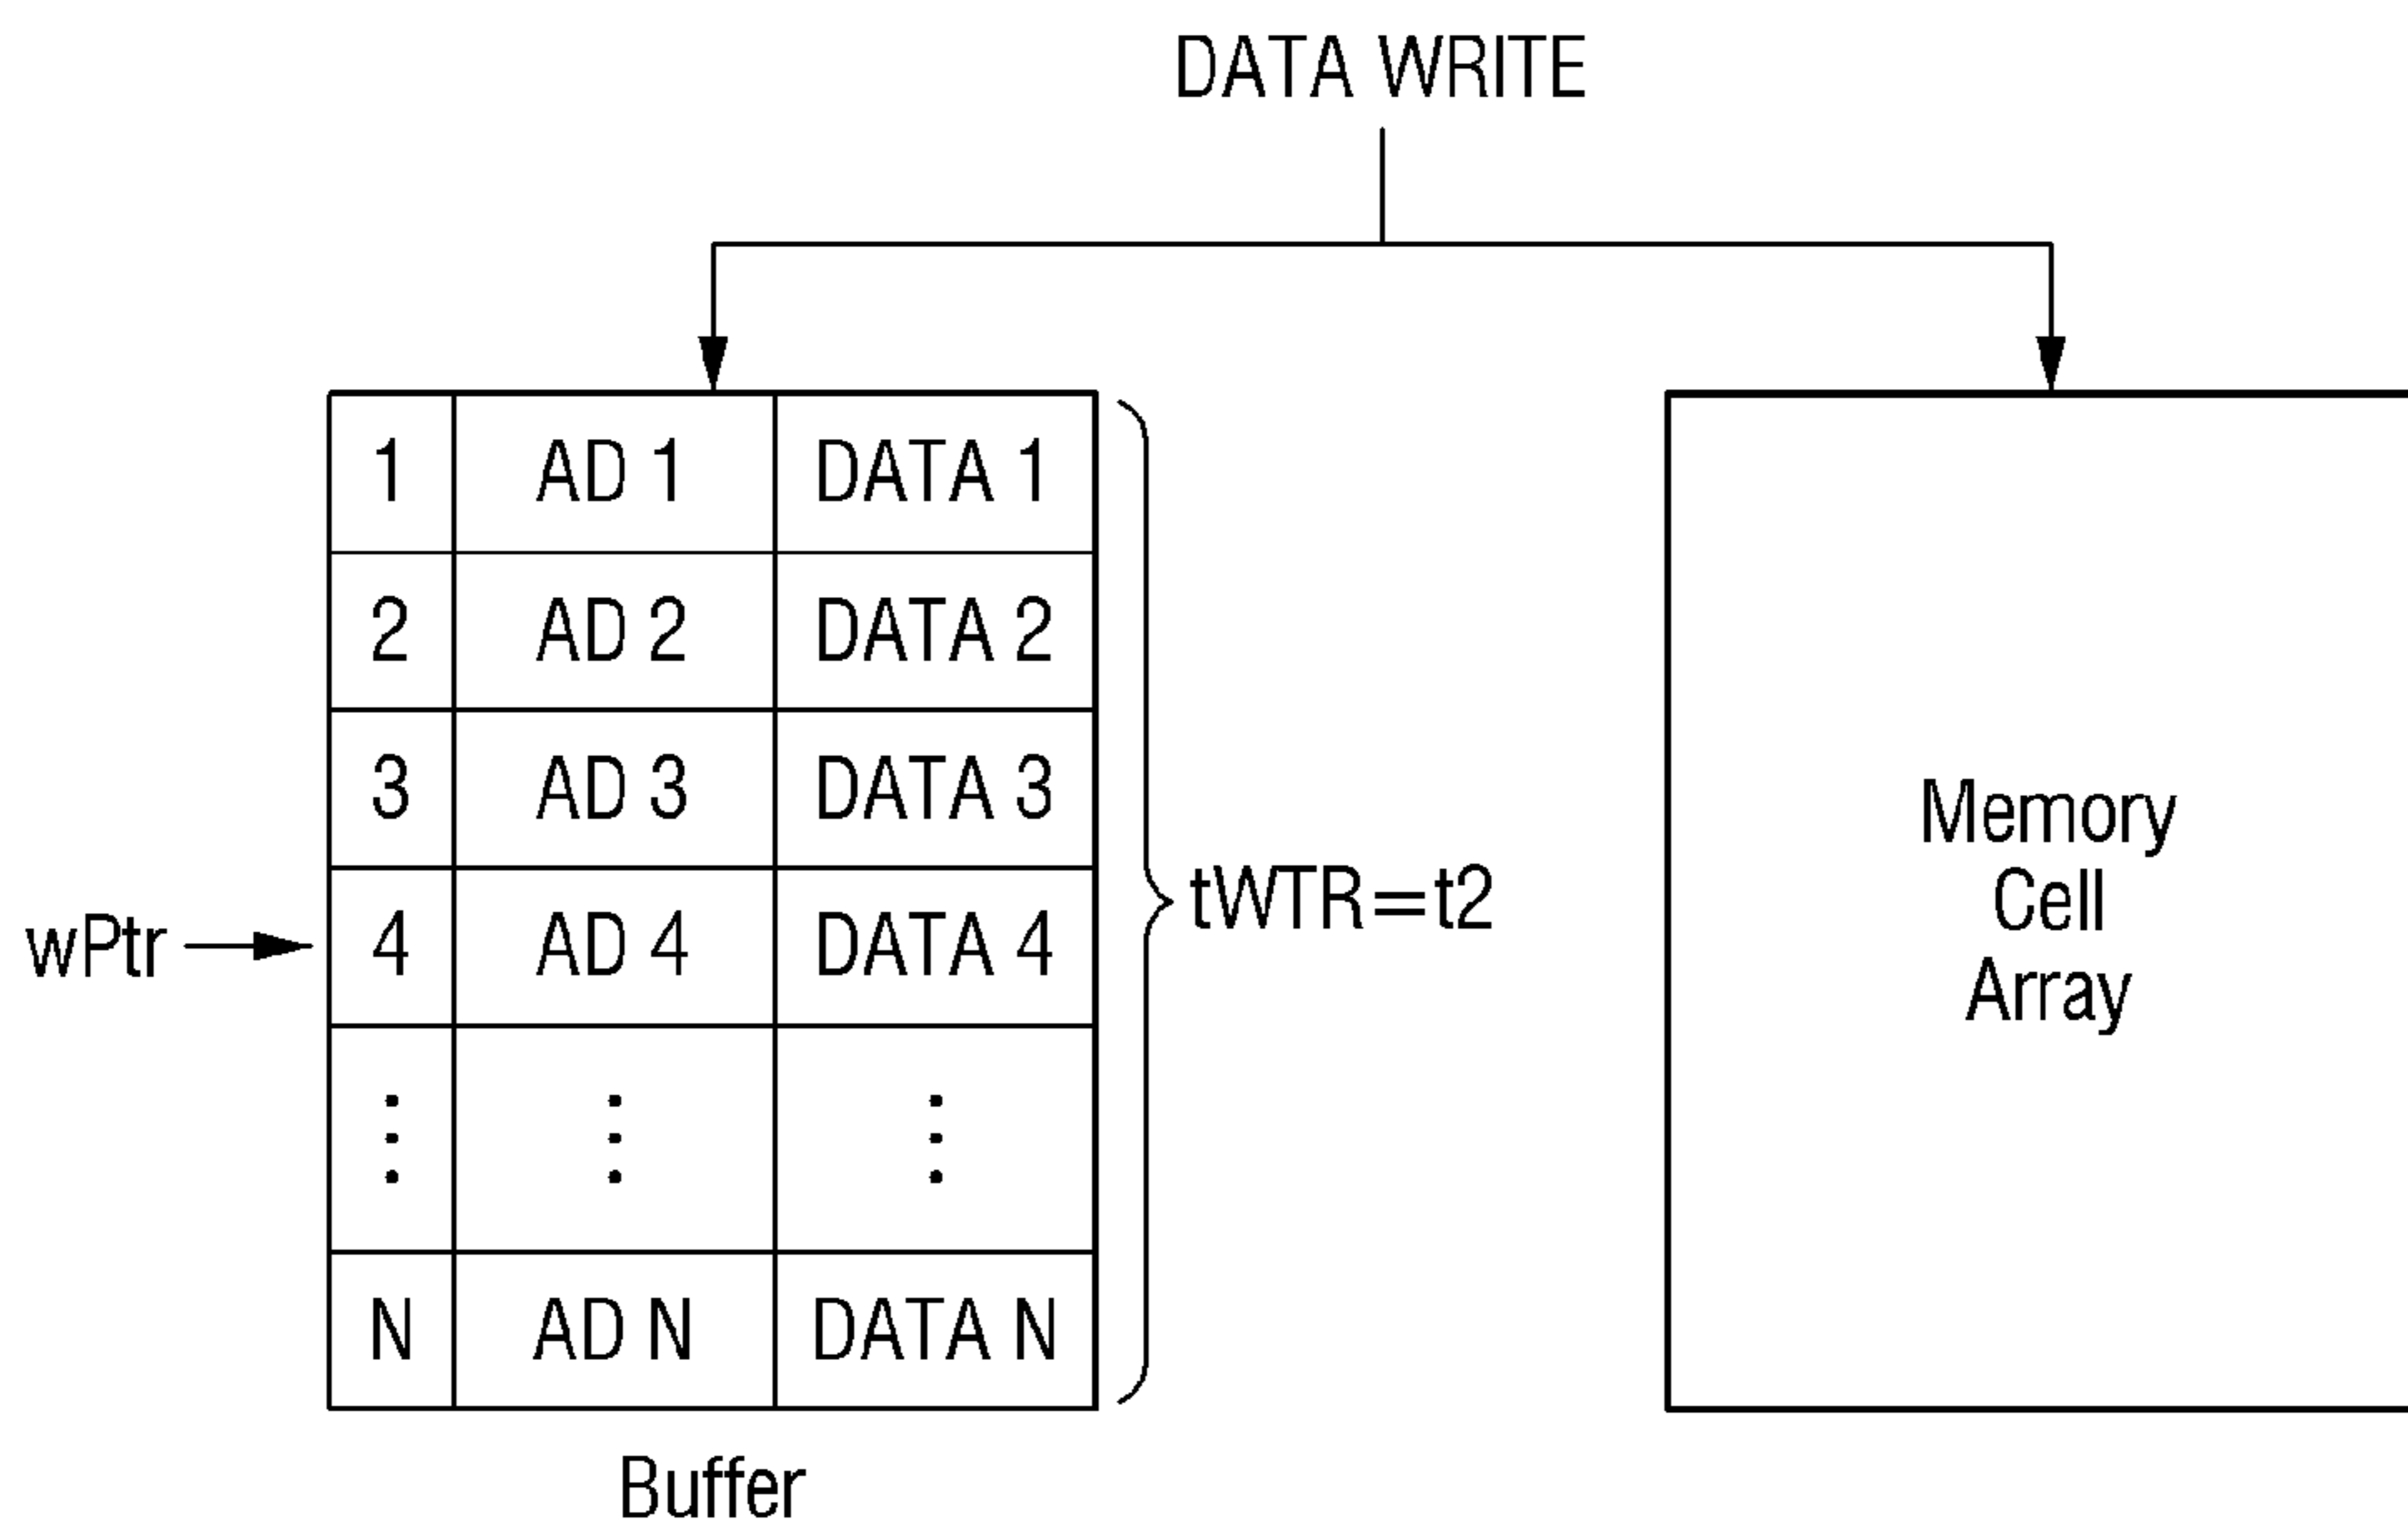 DATA WRITE
1 AD 1 DATA 1
2 AD 2 DATA 2
3 AD 3 DATA 3
tWTR=t2
wPtr 4 AD 4 DATA 4
⋮ ⋮ ⋮
N AD N DATA N
Buffer
Memory
Cell
Array